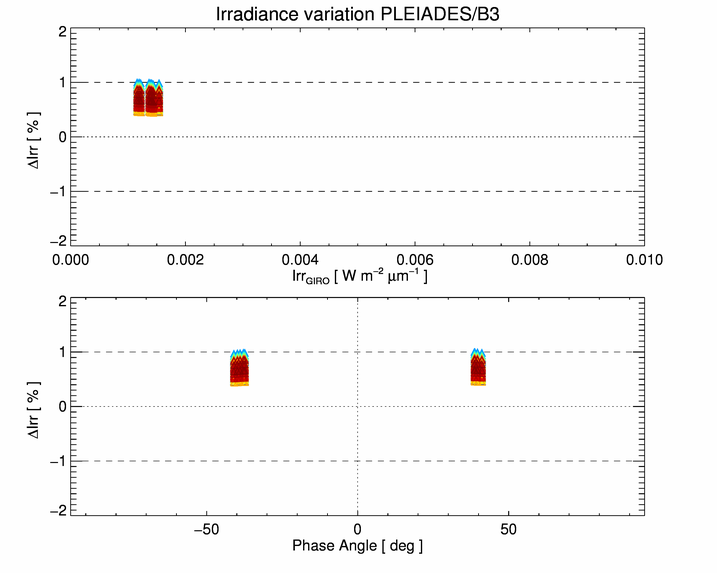 Irradiance variation PLEIADES/B3
2
1
0
−1
−2
ΔIrr [ % ]
0.000 0.002 0.004 0.006 0.008 0.010
Irr_GIRO [ W m⁻² μm⁻¹ ]
2
1
0
−1
−2
ΔIrr [ % ]
−50 0 50
Phase Angle [ deg ]